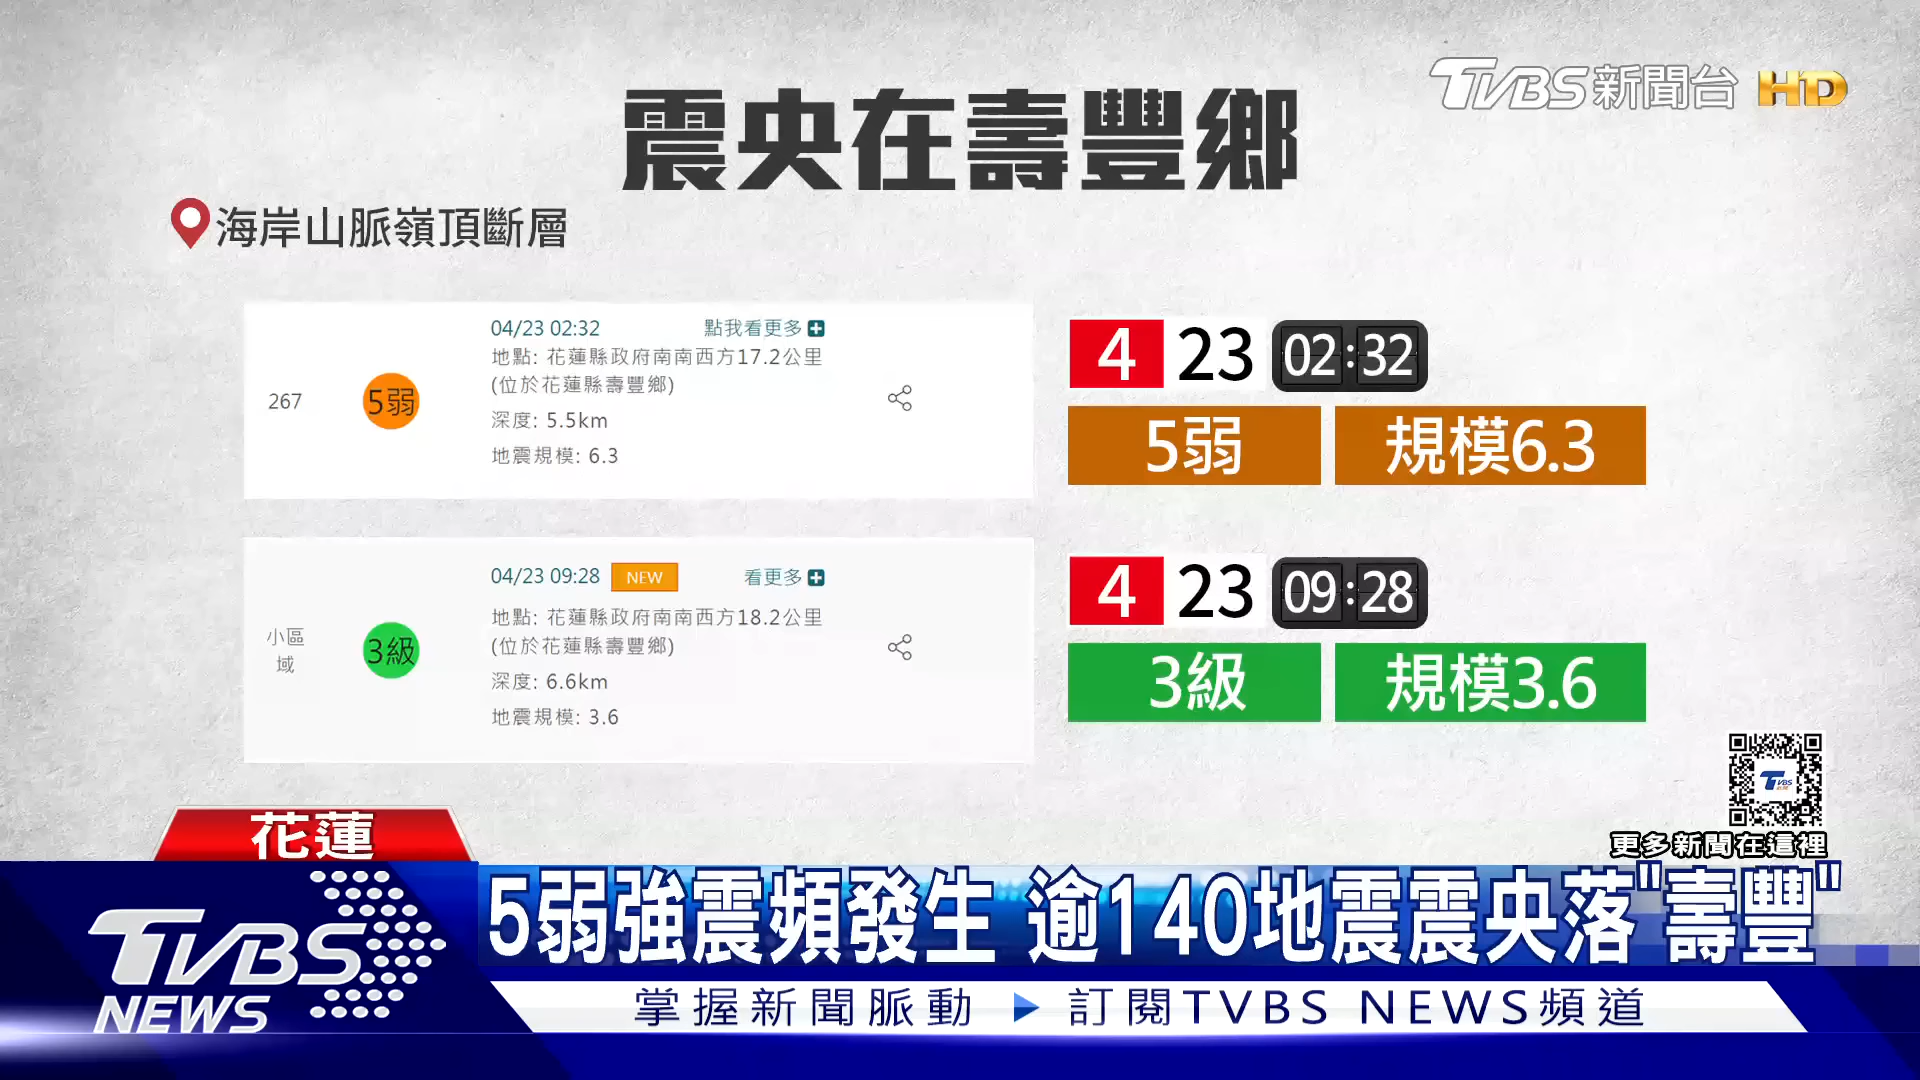 TVBS新聞台 HD
震央在壽豐鄉
海岸山脈嶺頂斷層
267
5弱
04/23 02:32 點我看更多
地點: 花蓮縣政府南南西方17.2公里
(位於花蓮縣壽豐鄉)
深度: 5.5km
地震規模: 6.3
4 23 02:32
5弱 規模6.3
小區
域
3級
04/23 09:28 NEW 看更多
地點: 花蓮縣政府南南西方18.2公里
(位於花蓮縣壽豐鄉)
深度: 6.6km
地震規模: 3.6
4 23 09:28
3級 規模3.6
TVBS
新聞
更多新聞在這裡
花蓮
5弱強震頻發生 逾140地震震央落"壽豐"
TVBS
NEWS
掌握新聞脈動 ▶ 訂閱TVBS NEWS頻道